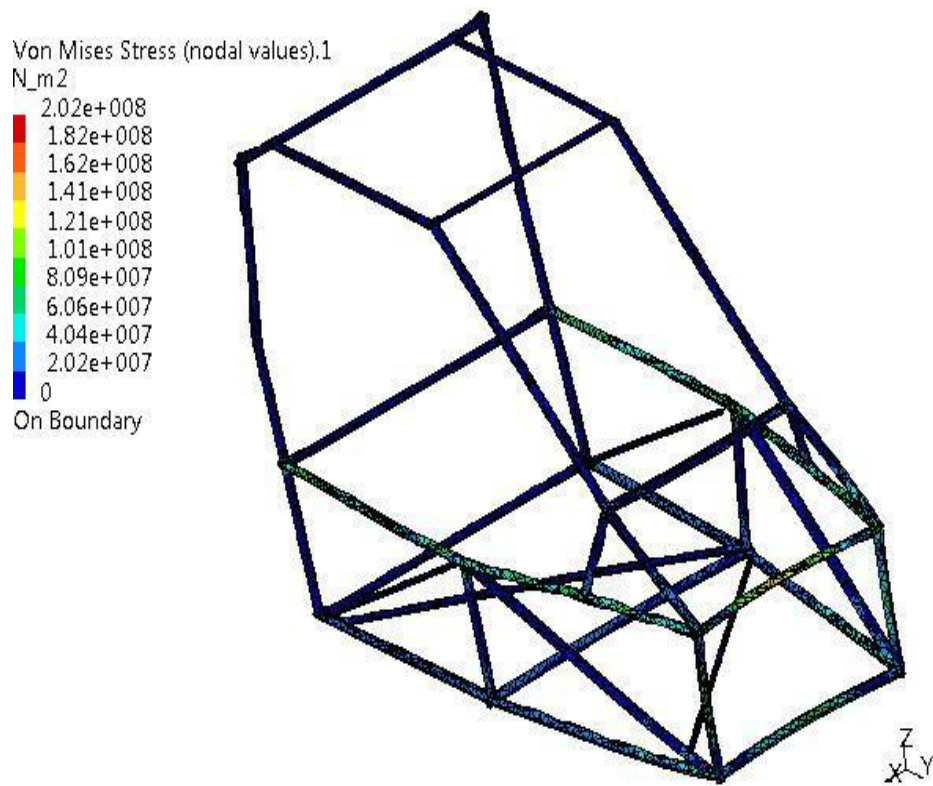 Von Mises Stress (nodal values).1
N_m2
2.02e+008
1.82e+008
1.62e+008
1.41e+008
1.21e+008
1.01e+008
8.09e+007
6.06e+007
4.04e+007
2.02e+007
0
On Boundary
Z
X Y